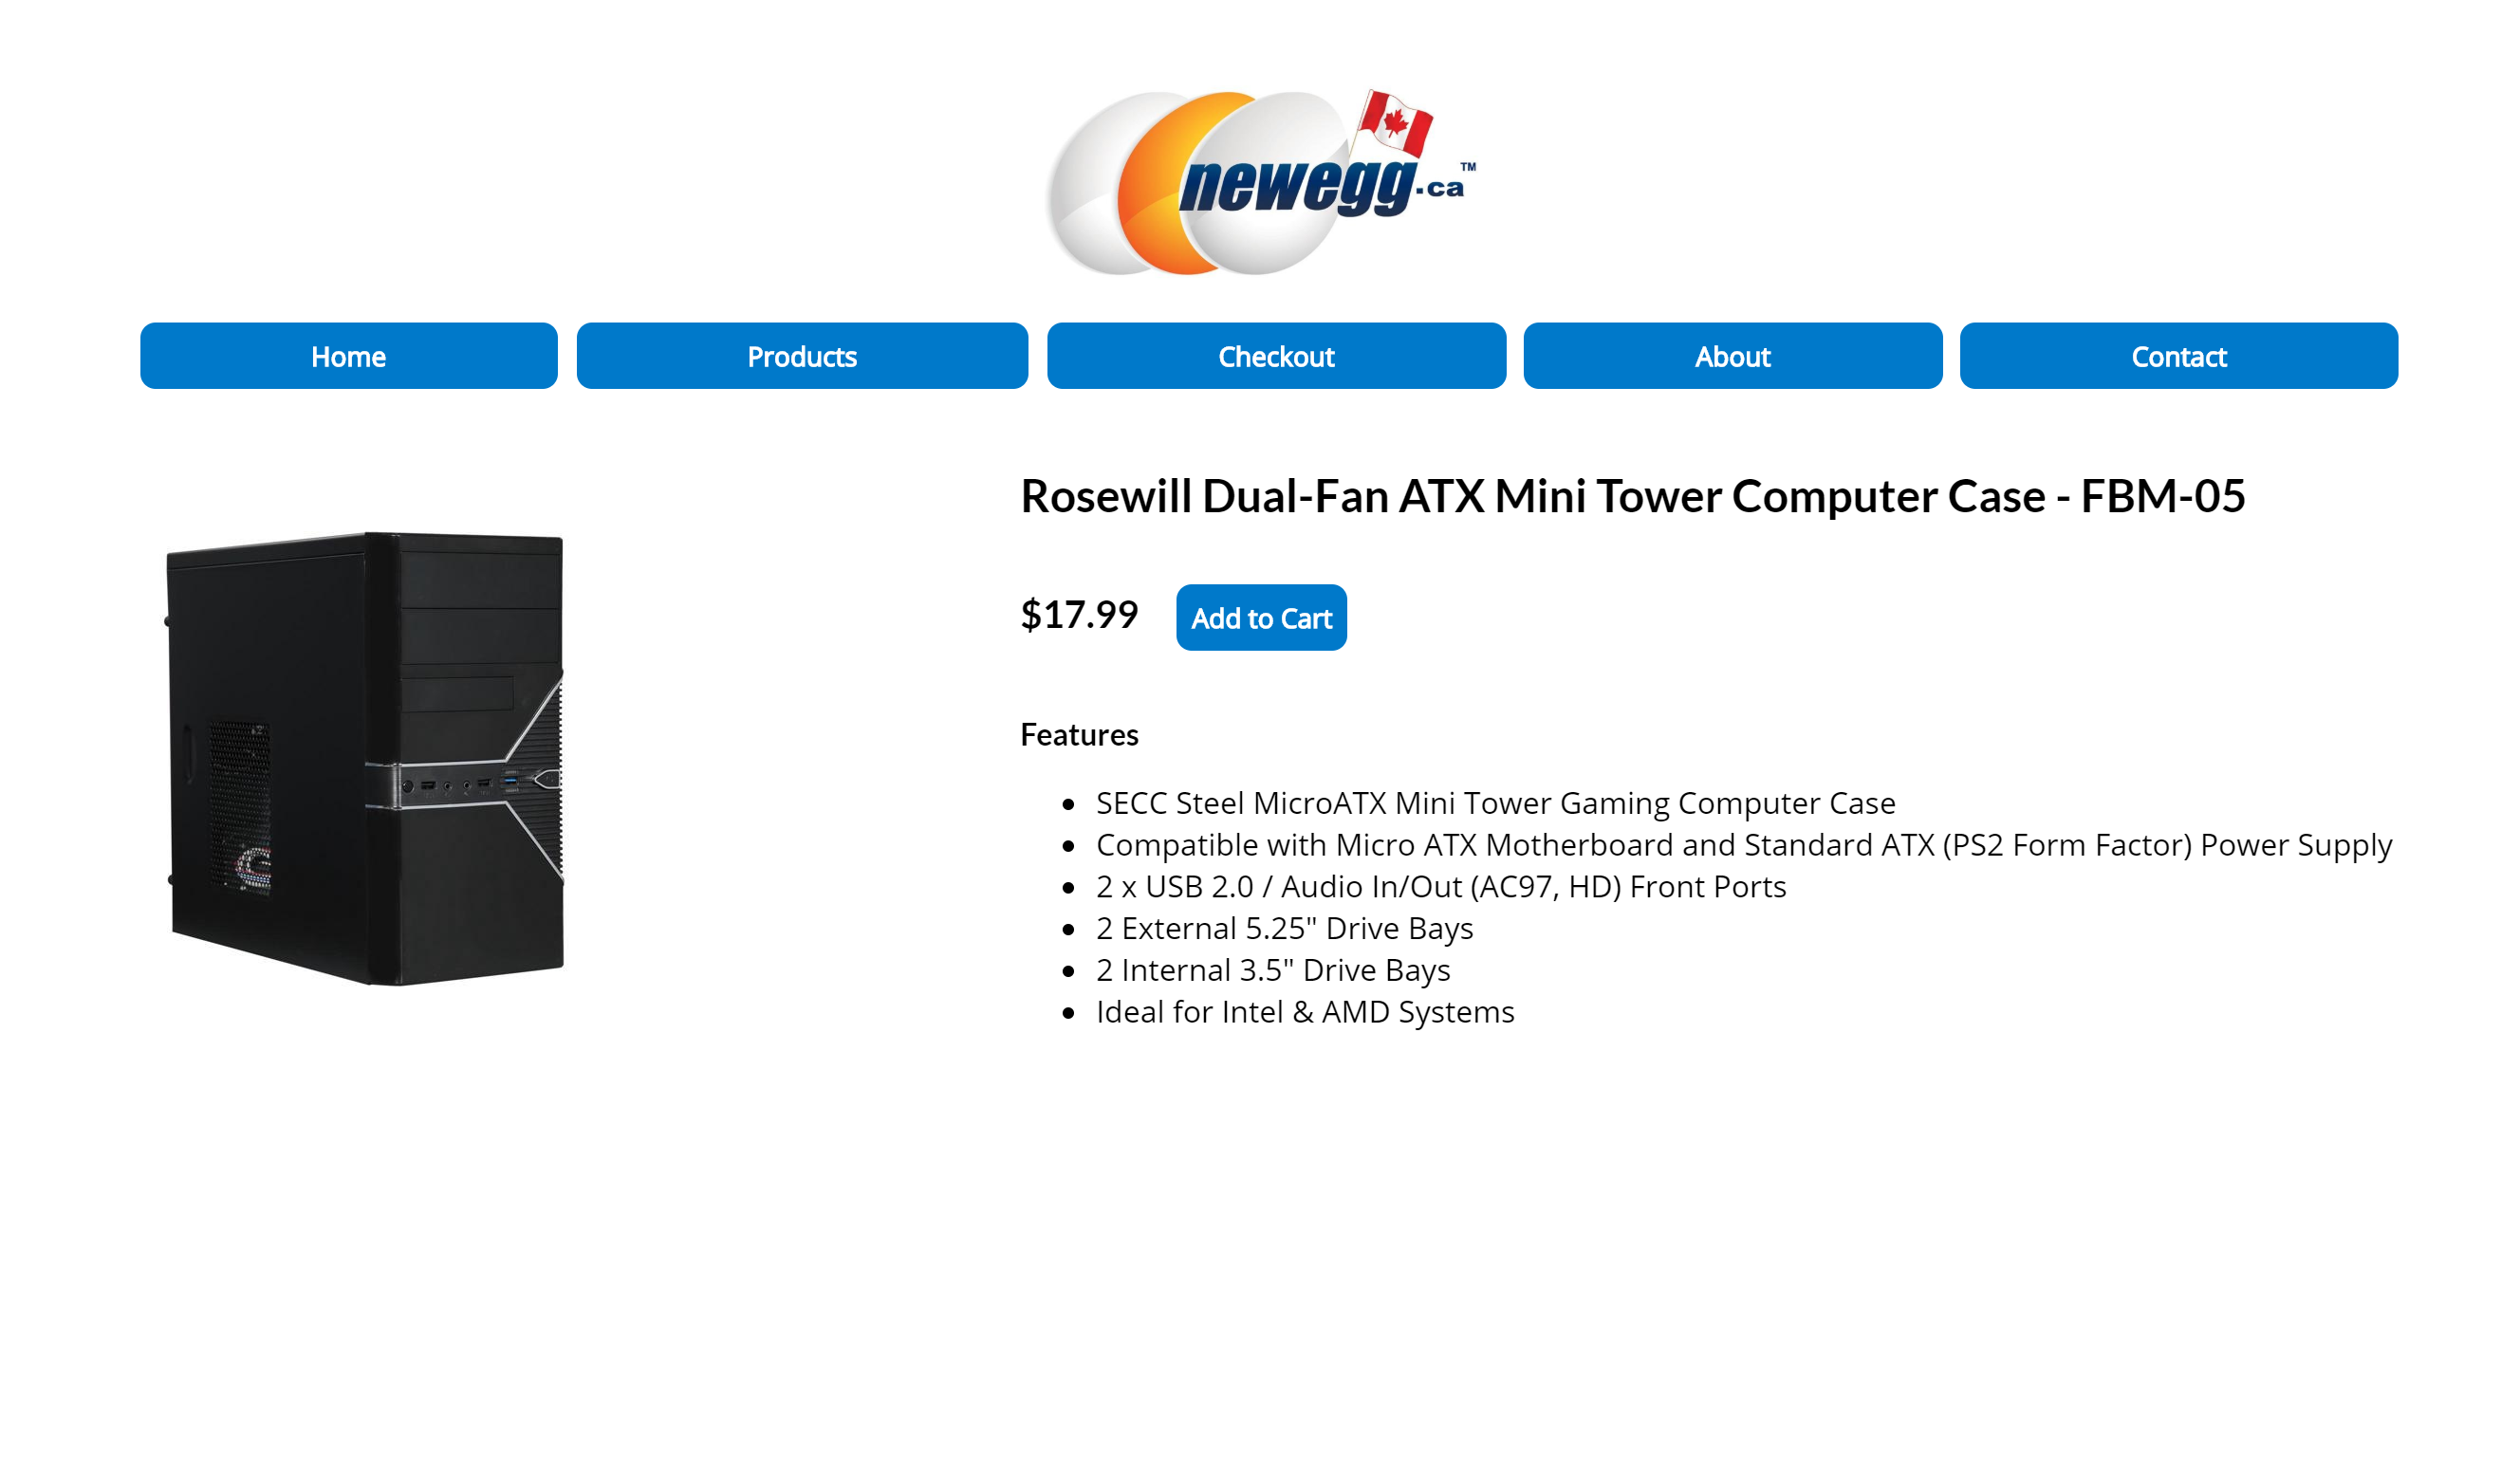 newegg.ca™
Home
Products
Checkout
About
Contact
Rosewill Dual-Fan ATX Mini Tower Computer Case - FBM-05
$17.99
Add to Cart
Features
SECC Steel MicroATX Mini Tower Gaming Computer Case
Compatible with Micro ATX Motherboard and Standard ATX (PS2 Form Factor) Power Supply
2 x USB 2.0 / Audio In/Out (AC97, HD) Front Ports
2 External 5.25" Drive Bays
2 Internal 3.5" Drive Bays
Ideal for Intel & AMD Systems